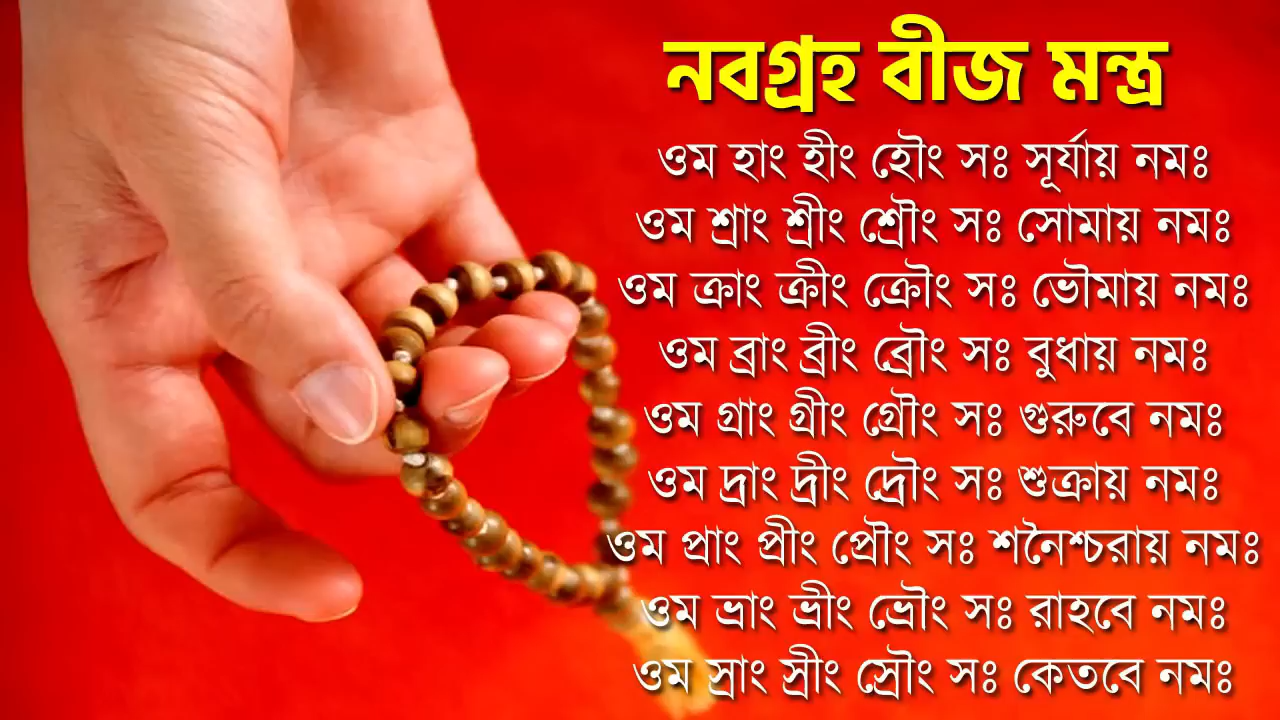 নবগ্রহ বীজ মন্ত্র
ওম হাং হীং হৌং সঃ সূর্যায় নমঃ
ওম শ্রাং শ্রীং শ্রৌং সঃ সোমায় নমঃ
ওম ক্রাং ক্রীং ক্রৌং সঃ ভৌমায় নমঃ
ওম ব্রাং ব্রীং ব্রৌং সঃ বুধায় নমঃ
ওম গ্রাং গ্রীং গ্রৌং সঃ গুরুবে নমঃ
ওম দ্রাং দ্রীং দ্রৌং সঃ শুক্রায় নমঃ
ওম প্রাং প্রীং প্রৌং সঃ শনৈশ্চরায় নমঃ
ওম ভ্রাং ভ্রীং ভ্রৌং সঃ রাহবে নমঃ
ওম স্রাং স্রীং স্রৌং সঃ কেতবে নমঃ